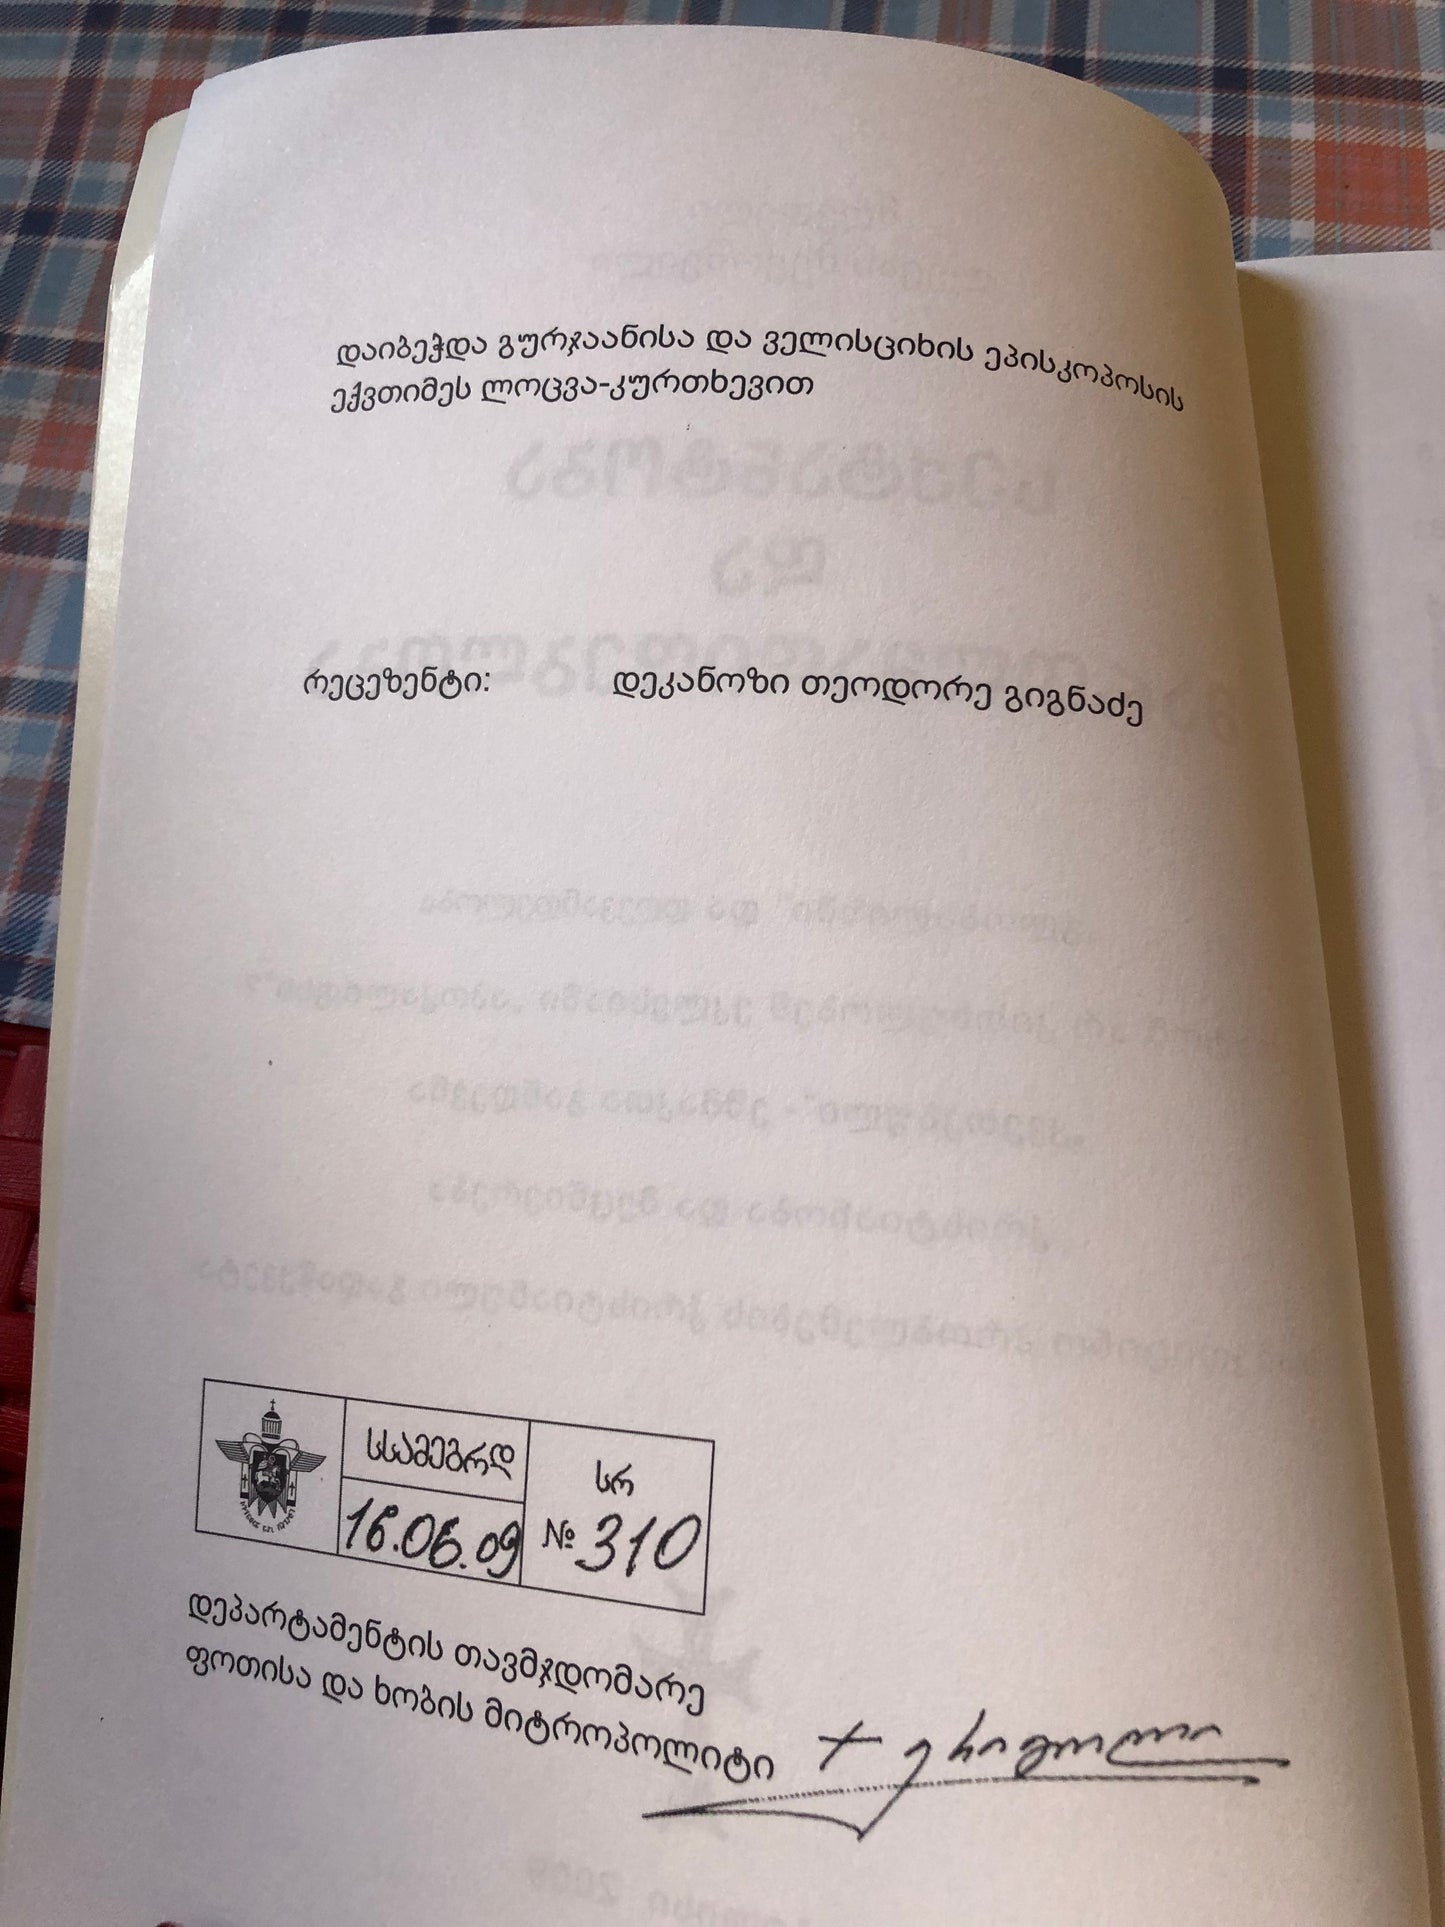 დაიბეჭდა გურჯაანისა და ველისციხის ეპისკოპოსის
ექვთიმეს ლოცვა-კურთხევით
რეცეზენტი: დეკანოზი თეოდორე გიგნაძე
სსამეგრდ
16.06.09
სრ
№ 310
დეპარტამენტის თავმჯდომარე
ფოთისა და ხობის მიტროპოლიტი